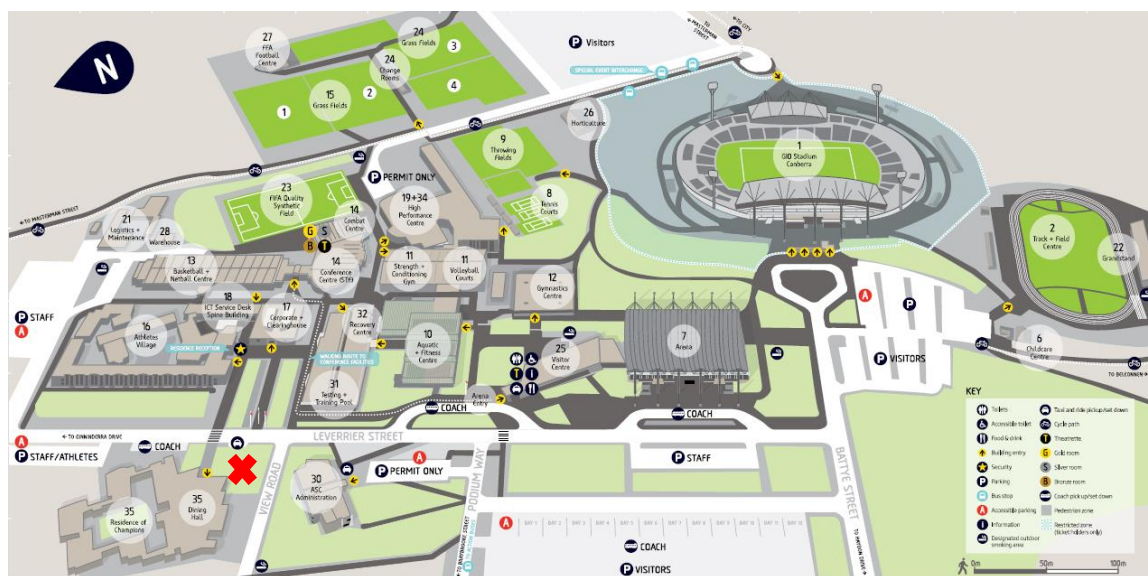 N
27
FFA
Football
Centre
24
Grass Fields
3
24
Change
Rooms
4
15
Grass Fields
1
2
P Visitors
TO
MASTERMAN
STREET
TO CITY
SPECIAL EVENT INTERCHANGE
26
Horticulture
9
Throwing
Fields
1
GIO Stadium
Canberra
P PERMIT ONLY
23
FIFA Quality
Synthetic
Field
14
Combat
Centre
19+34
High
Performance
Centre
8
Tennis
Courts
TO MASTERMAN STREET
21
Logistics +
Maintenance
28
Warehouse
G S
B T
2
Track + Field
Centre
22
Grandstand
13
Basketball +
Netball Centre
14
Conference
Centre (STH)
11
Strength +
Conditioning
Gym
11
Volleyball
Courts
12
Gymnastics
Centre
18
ICT Service Desk
Spine Building
17
Corporate +
Clearinghouse
32
Recovery
Centre
P STAFF
A
16
Athletes
Village
RESIDENCE RECEPTION
WALKING ROUTE TO
CONFERENCE FACILITIES
10
Aquatic
+ Fitness
Centre
25
Visitor
Centre
7
Arena
A
P
P VISITORS
6
Childcare
Centre
TO BELCONNEN
31
Testing +
Training Pool
Arena
Entry
COACH
COACH
A
TO GINNINDERRA DRIVE
P STAFF/ATHLETES
COACH
LEVERRIER STREET
VIEW ROAD
30
ASC
Administration
A
P PERMIT ONLY
PODIUM WAY
P STAFF
BATTYE STREET
35
Residence of
Champions
35
Dining
Hall
A
BAY 1
BAY 2
BAY 3
BAY 4
BAY 5
BAY 6
BAY 7
BAY 8
BAY 9
BAY 10
BAY 11
BAY 12
COACH
P VISITORS
TO HAYDON DRIVE
KEY
Toilets
Accessible toilet
Food & drink
Building entry
Security
Parking
Bus stop
Accessible parking
Information
Designated outdoor
smoking area
Taxi and ride pickup/set down
Cycle path
Theatrette
Gold room
Silver room
Bronze room
Coach pick up/set down
Pedestrian zone
Restricted zone
(ticket holders only)
0m
50m
100m